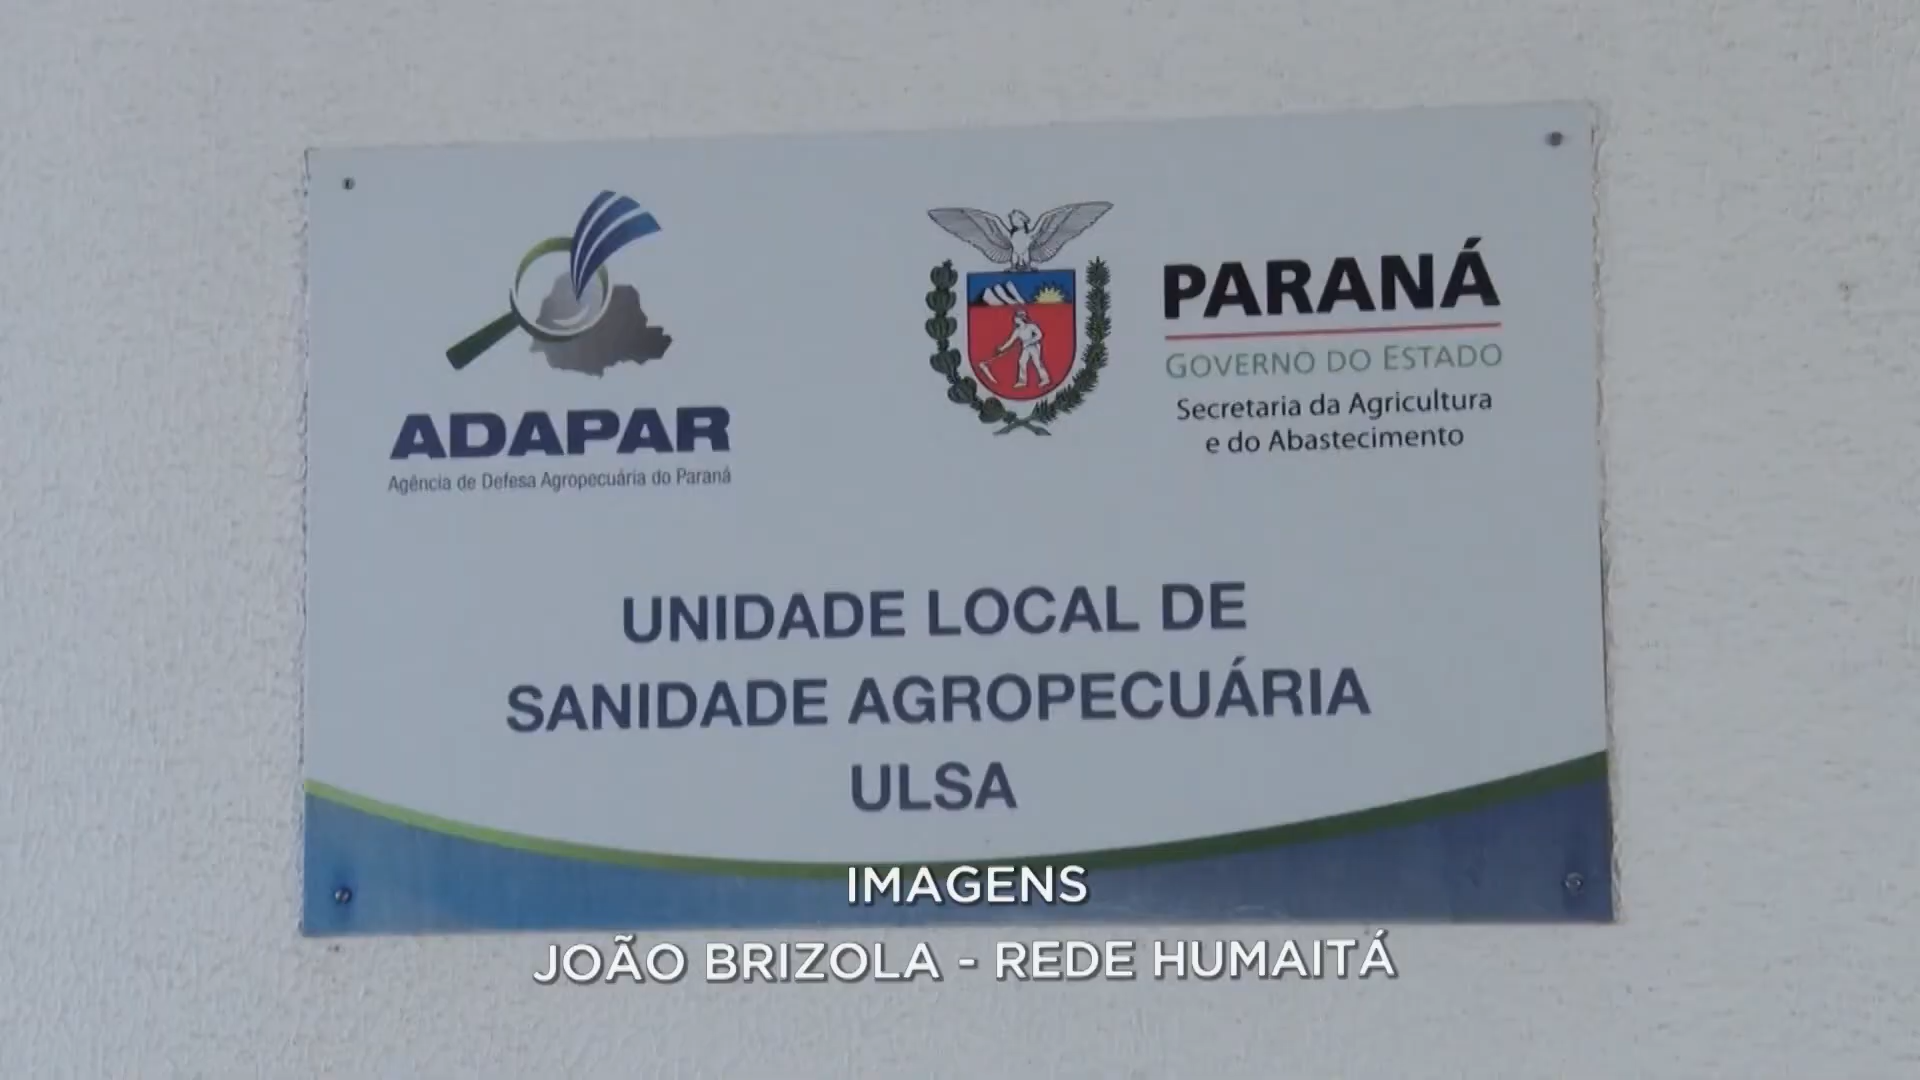 ADAPAR
Agência de Defesa Agropecuária do Paraná
PARANÁ
GOVERNO DO ESTADO
Secretaria da Agricultura
e do Abastecimento
UNIDADE LOCAL DE
SANIDADE AGROPECUÁRIA
ULSA
IMAGENS
JOÃO BRIZOLA - REDE HUMAITÁ